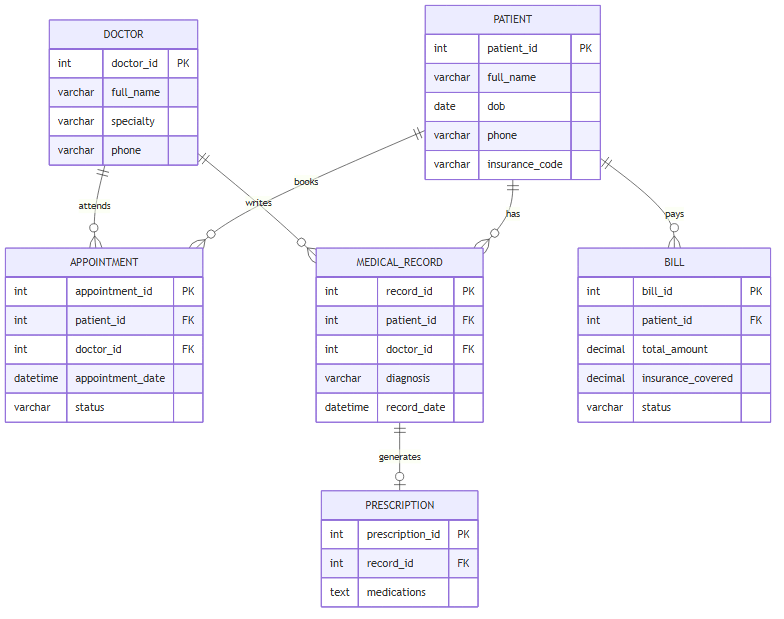 DOCTOR
int doctor_id PK
varchar full_name
varchar specialty
varchar phone
PATIENT
int patient_id PK
varchar full_name
date dob
varchar phone
varchar insurance_code
books
writes
attends
has
pays
APPOINTMENT
int appointment_id PK
int patient_id FK
int doctor_id FK
datetime appointment_date
varchar status
MEDICAL_RECORD
int record_id PK
int patient_id FK
int doctor_id FK
varchar diagnosis
datetime record_date
BILL
int bill_id PK
int patient_id FK
decimal total_amount
decimal insurance_covered
varchar status
generates
PRESCRIPTION
int prescription_id PK
int record_id FK
text medications